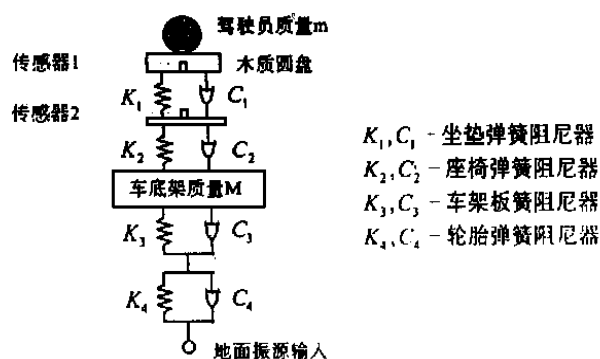 驾驶员质量m
传感器1
木质圆盘
K₁
C₁
传感器2
K₂
C₂
车底架质量M
K₃
C₃
K₄
C₄
地面振源输入
K₁,C₁ - 坐垫弹簧阻尼器
K₂,C₂ - 座椅弹簧阻尼器
K₃,C₃ - 车架板簧阻尼器
K₄,C₄ - 轮胎弹簧阻尼器